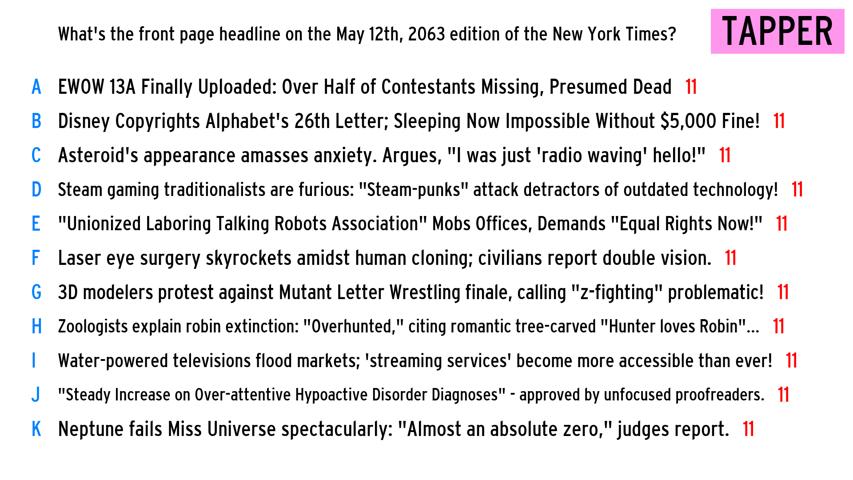 What's the front page headline on the May 12th, 2063 edition of the New York Times?
TAPPER
A EWOW 13A Finally Uploaded: Over Half of Contestants Missing, Presumed Dead 11
B Disney Copyrights Alphabet's 26th Letter; Sleeping Now Impossible Without $5,000 Fine! 11
C Asteroid's appearance amasses anxiety. Argues, "I was just 'radio waving' hello!" 11
D Steam gaming traditionalists are furious: "Steam-punks" attack detractors of outdated technology! 11
E "Unionized Laboring Talking Robots Association" Mobs Offices, Demands "Equal Rights Now!" 11
F Laser eye surgery skyrockets amidst human cloning; civilians report double vision. 11
G 3D modelers protest against Mutant Letter Wrestling finale, calling "z-fighting" problematic! 11
H Zoologists explain robin extinction: "Overhunted," citing romantic tree-carved "Hunter loves Robin"... 11
I Water-powered televisions flood markets; 'streaming services' become more accessible than ever! 11
J "Steady Increase on Over-attentive Hypoactive Disorder Diagnoses" - approved by unfocused proofreaders. 11
K Neptune fails Miss Universe spectacularly: "Almost an absolute zero," judges report. 11